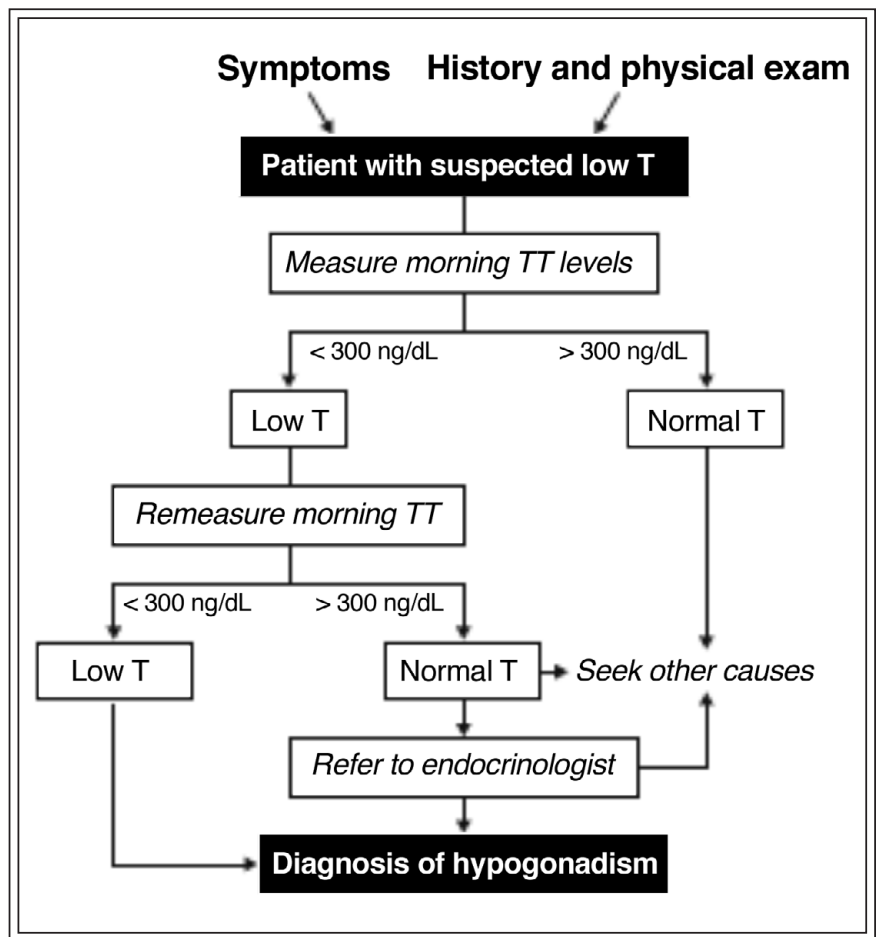 Symptoms
History and physical exam
Patient with suspected low T
Measure morning TT levels
< 300 ng/dL
> 300 ng/dL
Low T
Normal T
Remeasure morning TT
< 300 ng/dL
> 300 ng/dL
Low T
Normal T
Seek other causes
Refer to endocrinologist
Diagnosis of hypogonadism